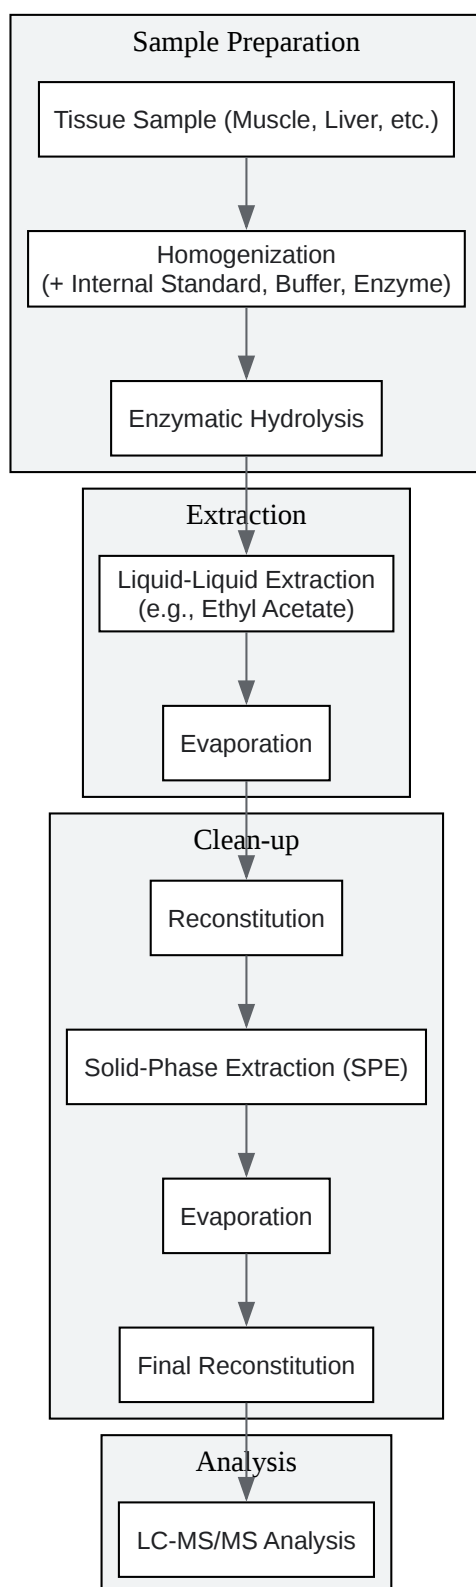 Sample Preparation
Tissue Sample (Muscle, Liver, etc.)
Homogenization
(+ Internal Standard, Buffer, Enzyme)
Enzymatic Hydrolysis
Extraction
Liquid-Liquid Extraction
(e.g., Ethyl Acetate)
Evaporation
Clean-up
Reconstitution
Solid-Phase Extraction (SPE)
Evaporation
Final Reconstitution
Analysis
LC-MS/MS Analysis